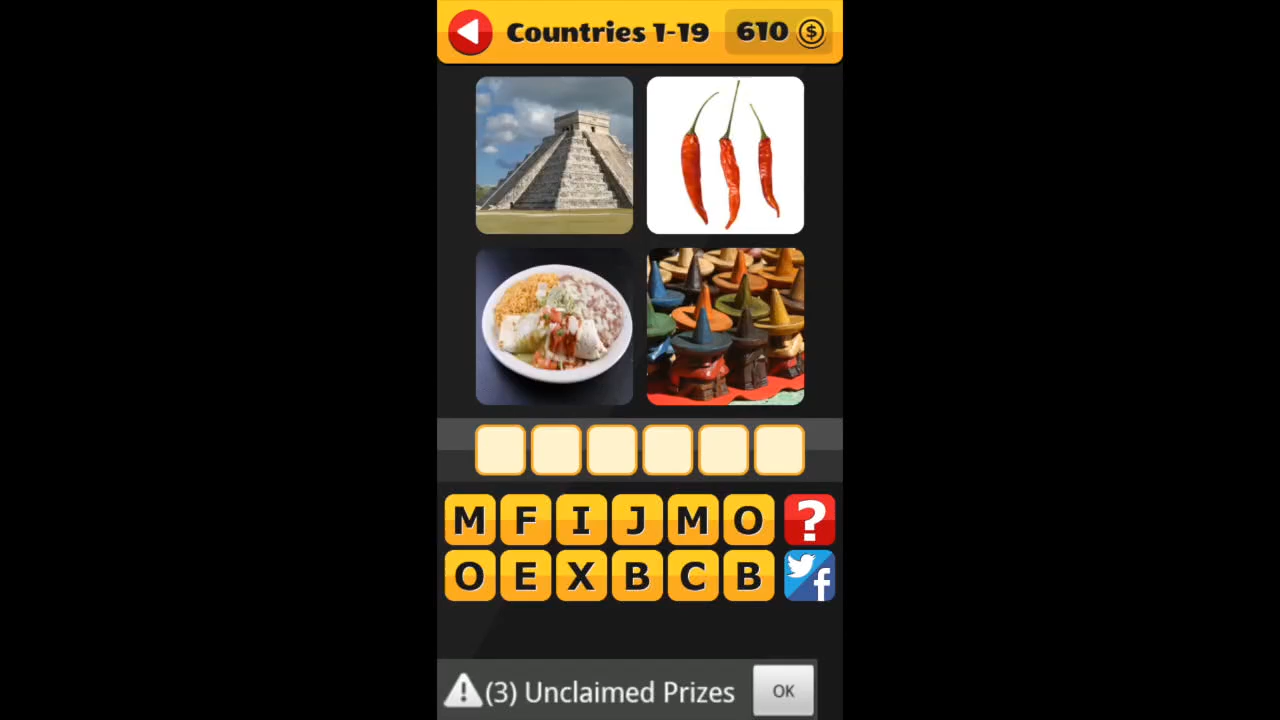 Countries 1-19 610 $
M F I J M O ?
O E X B C B f
(3) Unclaimed Prizes OK